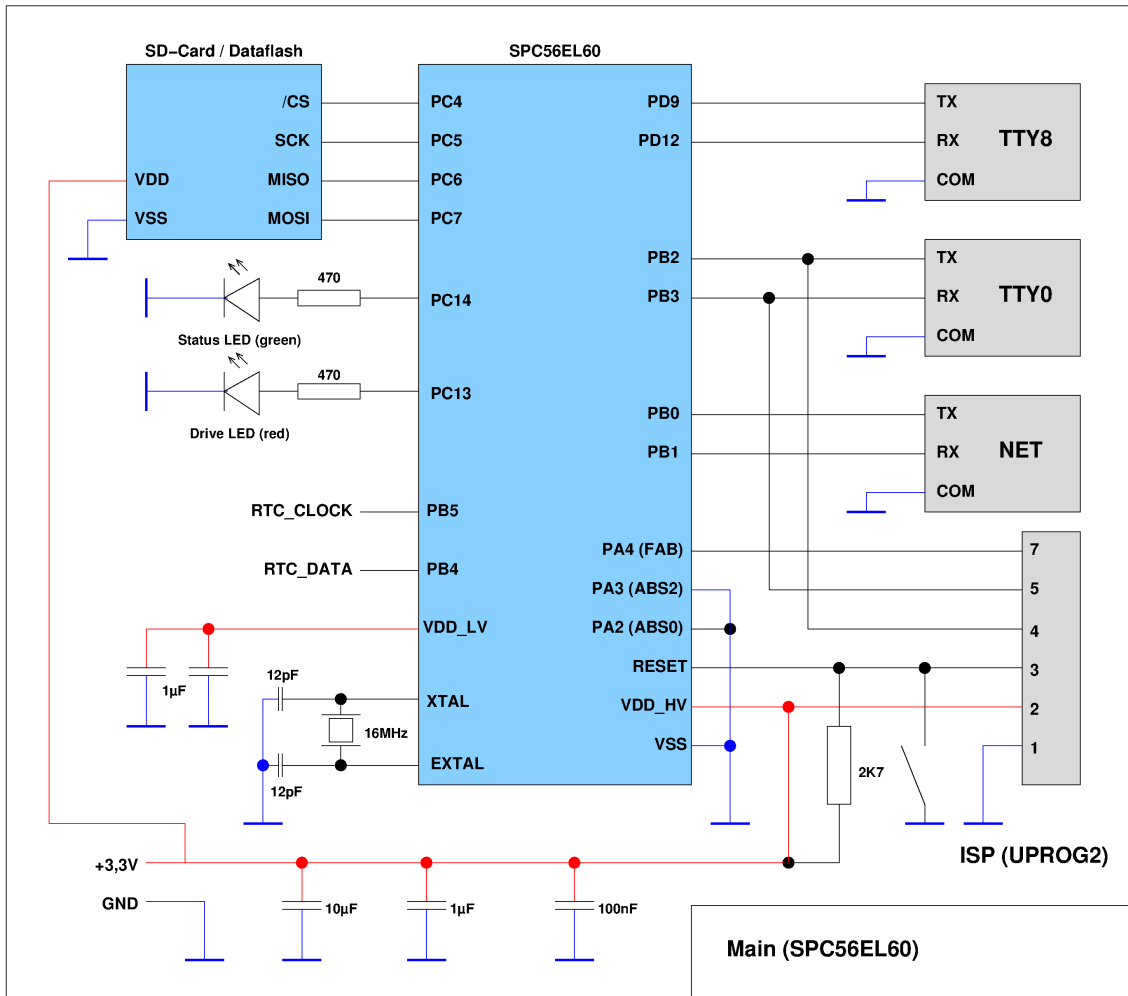 SD-Card / Dataflash
SPC56EL60
/CS
SCK
VDD
MISO
VSS
MOSI
PC4
PC5
PC6
PC7
PD9
PD12
TX
RX
TTY8
COM
470
PC14
Status LED (green)
PB2
PB3
TX
RX
TTY0
COM
470
PC13
Drive LED (red)
PB0
PB1
TX
RX
NET
COM
RTC_CLOCK
PB5
RTC_DATA
PB4
PA4 (FAB)
PA3 (ABS2)
PA2 (ABS0)
RESET
VDD_HV
VSS
7
5
4
3
2
1
VDD_LV
1µF
12pF
XTAL
16MHz
EXTAL
12pF
2K7
ISP (UPROG2)
+3,3V
GND
10µF
1µF
100nF
Main (SPC56EL60)